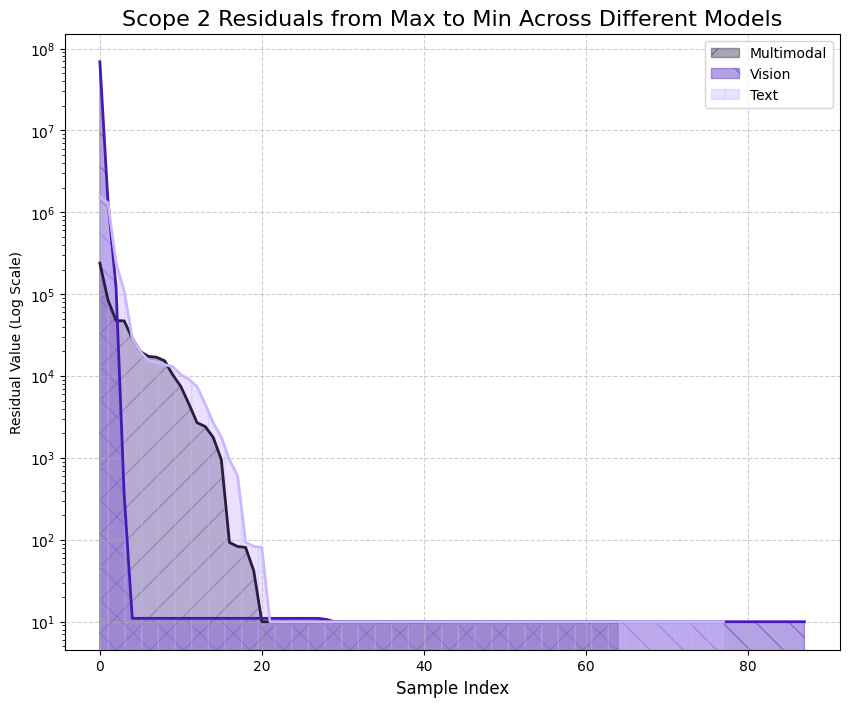 Scope 2 Residuals from Max to Min Across Different Models
Multimodal
Vision
Text
Residual Value (Log Scale)
10^8
10^7
10^6
10^5
10^4
10^3
10^2
10^1
0 20 40 60 80
Sample Index